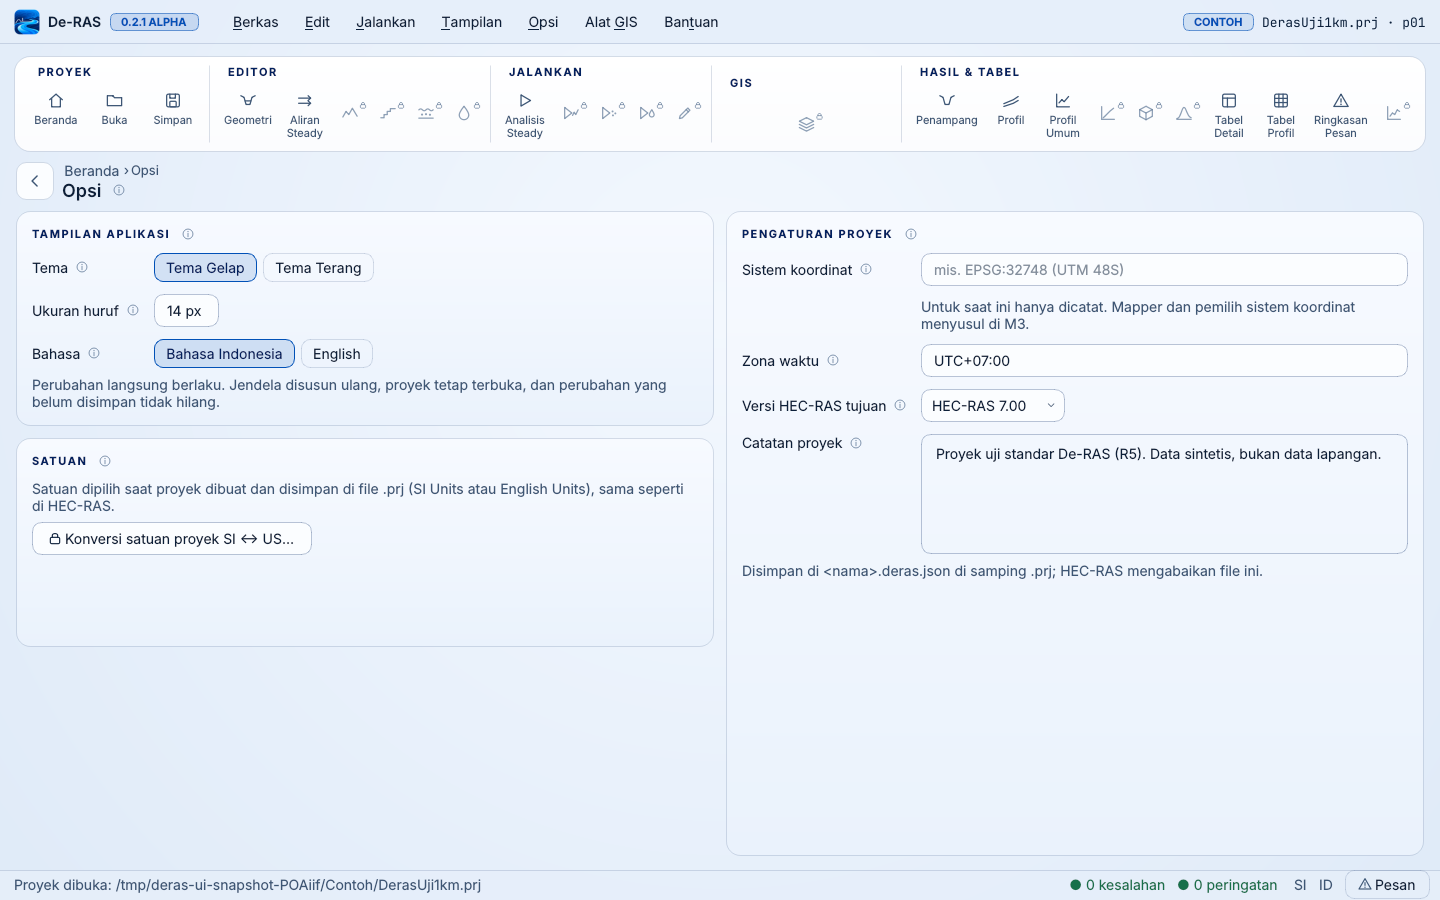 De-RAS 0.2.1 ALPHA Berkas Edit Jalankan Tampilan Opsi Alat GIS Bantuan CONTOH DerasUji1km.prj · p01
PROYEK
Beranda Buka Simpan
EDITOR
Geometri Aliran Steady
JALANKAN
Analisis Steady
GIS
HASIL & TABEL
Penampang Profil Profil Umum Tabel Detail Tabel Profil Ringkasan Pesan
Beranda › Opsi
Opsi
TAMPILAN APLIKASI
Tema Tema Gelap Tema Terang
Ukuran huruf 14 px
Bahasa Bahasa Indonesia English
Perubahan langsung berlaku. Jendela disusun ulang, proyek tetap terbuka, dan perubahan yang
belum disimpan tidak hilang.
SATUAN
Satuan dipilih saat proyek dibuat dan disimpan di file .prj (SI Units atau English Units), sama seperti
di HEC-RAS.
Konversi satuan proyek SI ↔ US...
PENGATURAN PROYEK
Sistem koordinat mis. EPSG:32748 (UTM 48S)
Untuk saat ini hanya dicatat. Mapper dan pemilih sistem koordinat
menyusul di M3.
Zona waktu UTC+07:00
Versi HEC-RAS tujuan HEC-RAS 7.00
Catatan proyek Proyek uji standar De-RAS (R5). Data sintetis, bukan data lapangan.
Disimpan di <nama>.deras.json di samping .prj; HEC-RAS mengabaikan file ini.
Proyek dibuka: /tmp/deras-ui-snapshot-POAiif/Contoh/DerasUji1km.prj 0 kesalahan 0 peringatan SI ID Pesan